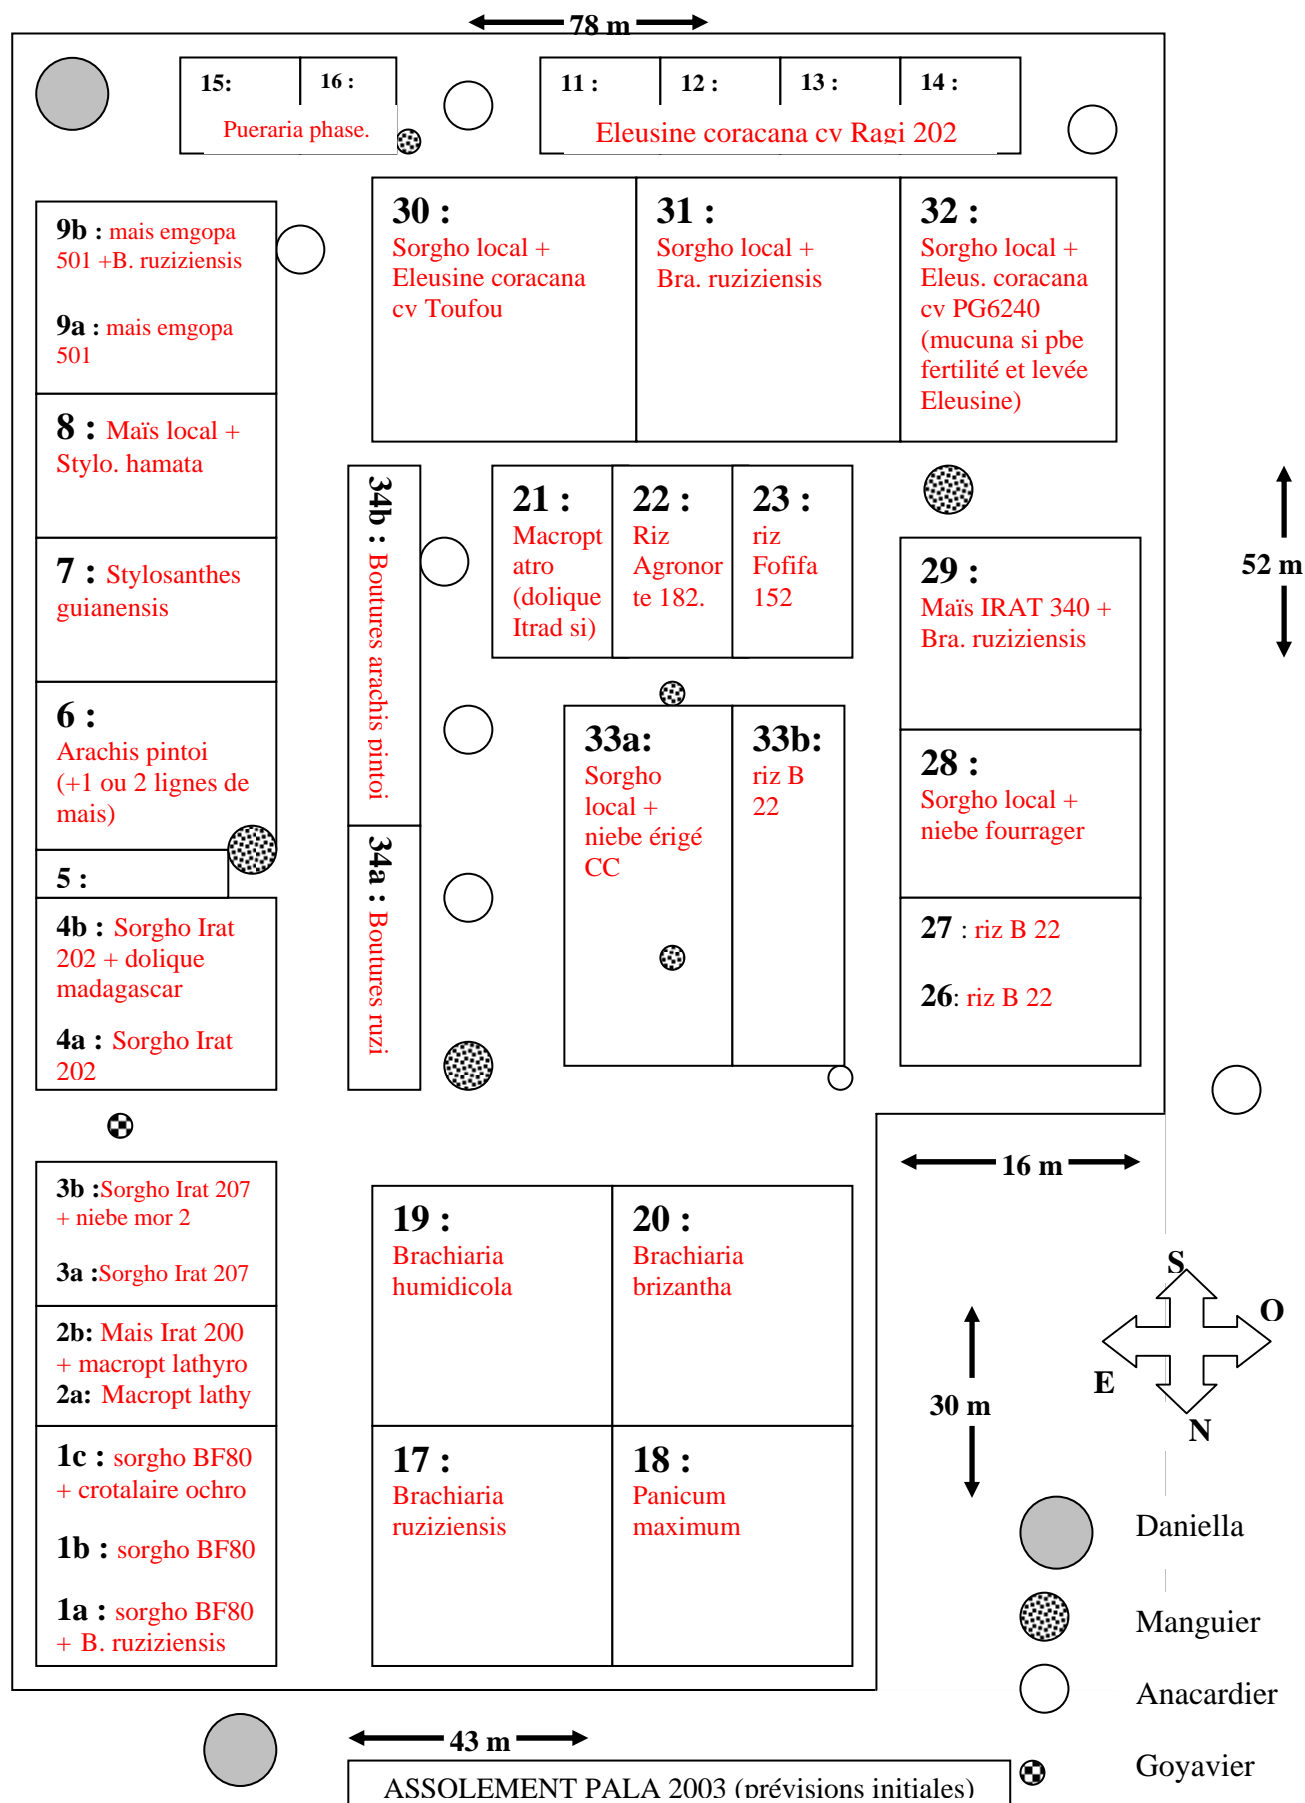 78 m
15:
16 :
Pueraria phase.
11 :
12 :
13 :
14 :
Eleusine coracana cv Ragi 202
9b : mais emgopa
501 +B. ruziziensis
9a : mais emgopa
501
8 : Maïs local +
Stylo. hamata
7 : Stylosanthes
guianensis
6 :
Arachis pintoi
(+1 ou 2 lignes de
mais)
5 :
4b : Sorgho Irat
202 + dolique
madagascar
4a : Sorgho Irat
202
30 :
Sorgho local +
Eleusine coracana
cv Toufou
31 :
Sorgho local +
Bra. ruziziensis
32 :
Sorgho local +
Eleus. coracana
cv PG6240
(mucuna si pbe
fertilité et levée
Eleusine)
34b : Boutures arachis pintoi
34a : Boutures ruzi
21 :
Macropt
atro
(dolique
Itrad si)
22 :
Riz
Agronor
te 182.
23 :
riz
Fofifa
152
52 m
29 :
Maïs IRAT 340 +
Bra. ruziziensis
33a:
Sorgho
local +
niebe érigé
CC
33b:
riz B
22
28 :
Sorgho local +
niebe fourrager
27 : riz B 22
26: riz B 22
16 m
3b :Sorgho Irat 207
+ niebe mor 2
3a :Sorgho Irat 207
2b: Mais Irat 200
+ macropt lathyro
2a: Macropt lathy
1c : sorgho BF80
+ crotalaire ochro
1b : sorgho BF80
1a : sorgho BF80
+ B. ruziziensis
19 :
Brachiaria
humidicola
20 :
Brachiaria
brizantha
17 :
Brachiaria
ruziziensis
18 :
Panicum
maximum
30 m
S
O
E
N
Daniella
Manguier
Anacardier
Goyavier
43 m
ASSOLEMENT PALA 2003 (prévisions initiales)